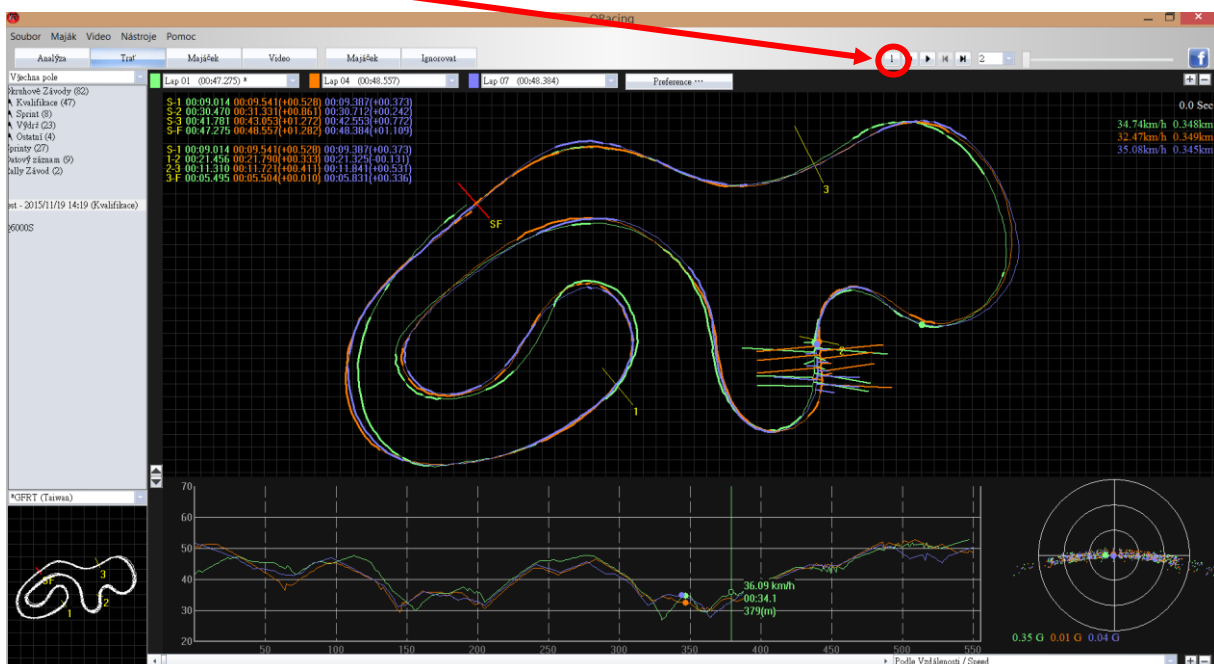 QRacing
Soubor Maják Video Nástroje Pomoc
Analýza Trať Majáček Video Majáček Ignorovat 1 2
Všechna pole
Lap 01 (00:47.275) * Lap 04 (00:48.557) Lap 07 (00:48.384) Preference ···
Okruhové Závody (82)
Kvalifikace (47)
Sprint (8)
Výdrž (23)
Ostatní (4)
Sprinty (27)
Datový záznam (9)
Rally Závod (2)
est - 2015/11/19 14:19 (Kvalifikace)
6000S
S-1 00:09.014 00:09.541(+00.528) 00:09.387(+00.373)
S-2 00:30.470 00:31.331(+00.861) 00:30.712(+00.242)
S-3 00:41.781 00:43.053(+01.272) 00:42.553(+00.772)
S-F 00:47.275 00:48.557(+01.282) 00:48.384(+01.109)
S-1 00:09.014 00:09.541(+00.528) 00:09.387(+00.373)
1-2 00:21.456 00:21.790(+00.333) 00:21.325(-00.131)
2-3 00:11.310 00:11.721(+00.411) 00:11.841(+00.531)
3-F 00:05.495 00:05.504(+00.010) 00:05.831(+00.336)
0.0 Sec
34.74km/h 0.348km
32.47km/h 0.349km
35.08km/h 0.345km
3
SF
2
1
*GFRT (Taiwan)
SF
3
2
1
70
60
50
40
30
20
36.09 km/h
00:34.1
379(m)
50 100 150 200 250 300 350 400 450 500 550
0.35 G 0.01 G 0.04 G
Podle Vzdálenosti / Speed